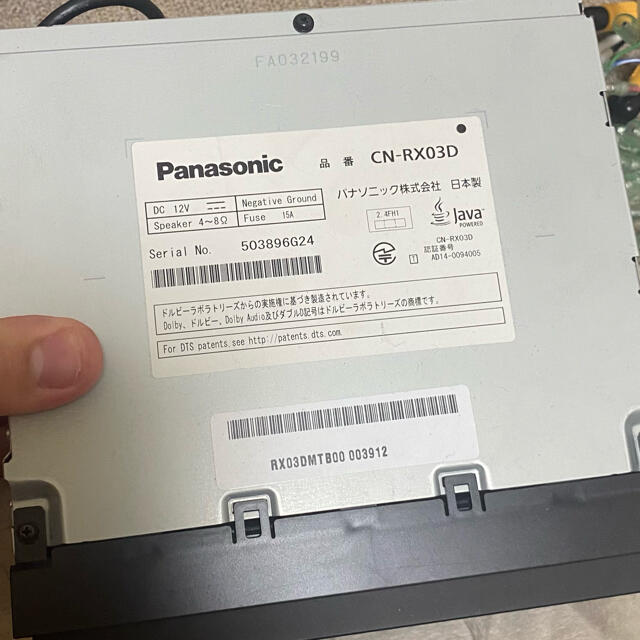 FA032199
Panasonic 品番 CN-RX03D
DC 12V Negative Ground
Speaker 4～8Ω Fuse 15A
パナソニック株式会社 日本製
2.4FH1
Java
POWERED
Serial No. 503896G24
CN-RX03D
認証番号
AD14-0094005
1
ドルビーラボラトリーズからの実施権に基づき製造されています。
Dolby、ドルビー、Dolby Audio及びダブルD記号はドルビーラボラトリーズの商標です。
For DTS patents,see http://patents.dts.com.
RX03DMTB00 003912